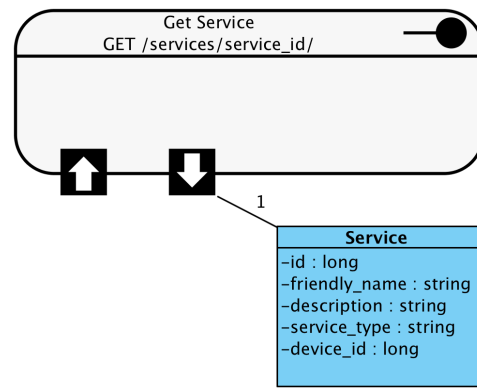 Get Service
GET /services/service_id/
1
Service
-id : long
-friendly_name : string
-description : string
-service_type : string
-device_id : long